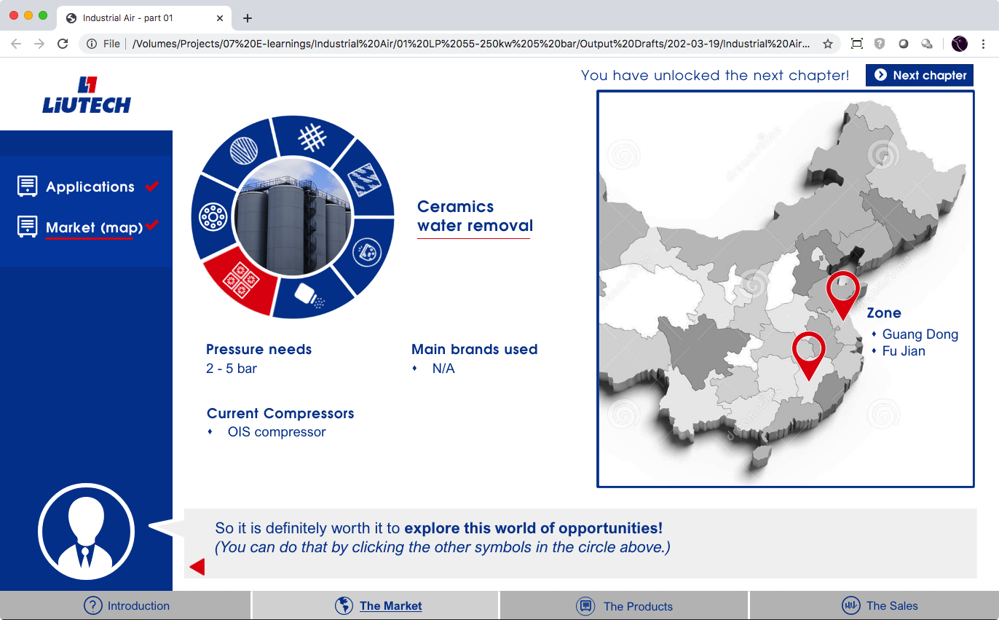 Industrial Air - part 01
File
/Volumes/Projects/07%20E-learnings/Industrial%20Air/01%20LP%2055-250kw%205%20bar/Output%20Drafts/202-03-19/Industrial%20Air...
You have unlocked the next chapter!
Next chapter
LiUTECH
Applications
Market (map)
Ceramics
water removal
Pressure needs
2 - 5 bar
Main brands used
♦ N/A
Current Compressors
♦ OIS compressor
dreamstime
dreamstime
dreamstime
dreamstime
Zone
♦ Guang Dong
♦ Fu Jian
So it is definitely worth it to explore this world of opportunities!
(You can do that by clicking the other symbols in the circle above.)
? Introduction
The Market
The Products
The Sales